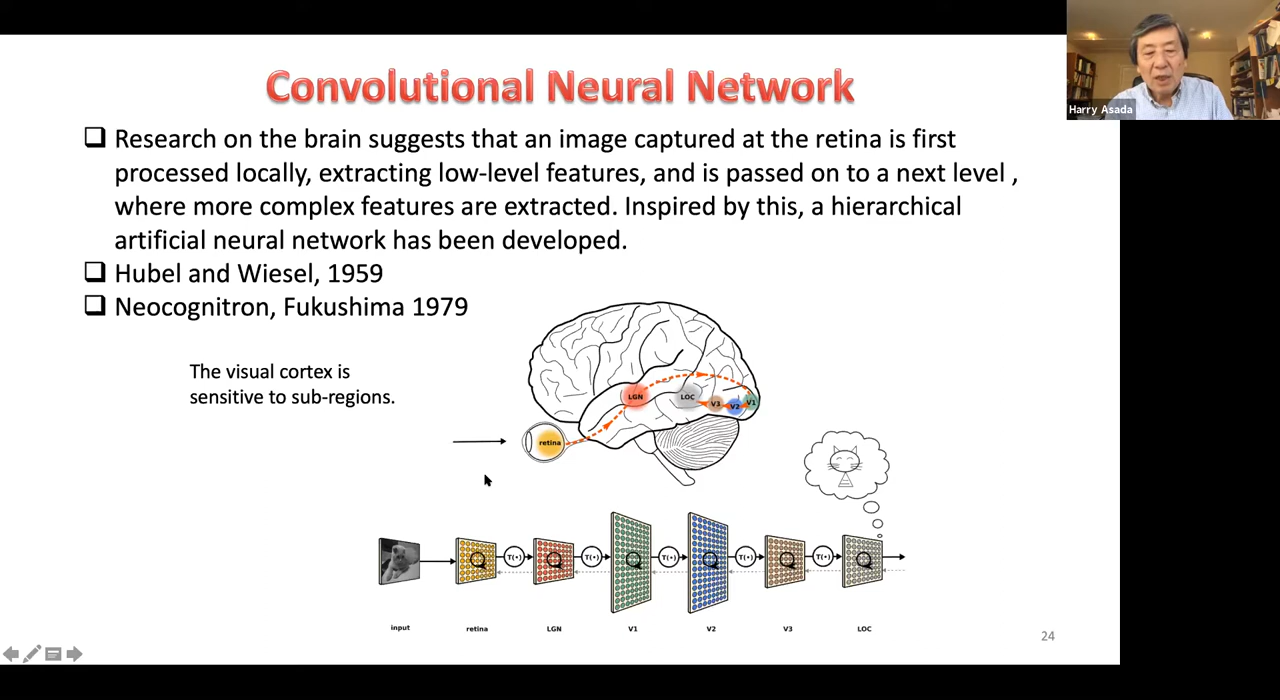 Convolutional Neural Network
Harry Asada
❑ Research on the brain suggests that an image captured at the retina is first
processed locally, extracting low-level features, and is passed on to a next level ,
where more complex features are extracted. Inspired by this, a hierarchical
artificial neural network has been developed.
❑ Hubel and Wiesel, 1959
❑ Neocognitron, Fukushima 1979
The visual cortex is
sensitive to sub-regions.
LGN LOC V3 V2 V1
retina
Q T(•) Q T(•) Q T(•) Q T(•) Q T(•) Q
input retina LGN V1 V2 V3 LOC
24